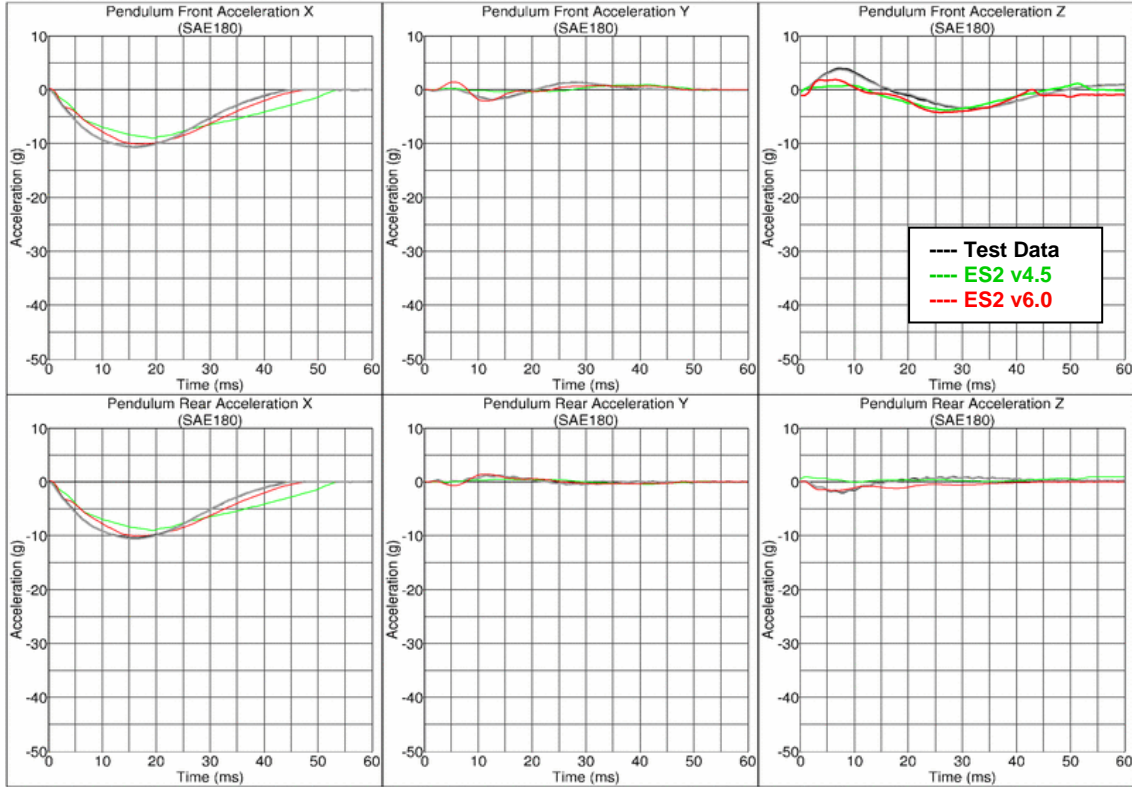 Pendulum Front Acceleration X
(SAE180)
10
0
-10
-20
-30
-40
-50
Acceleration (g)
0 10 20 30 40 50 60
Time (ms)
Pendulum Front Acceleration Y
(SAE180)
10
0
-10
-20
-30
-40
-50
Acceleration (g)
0 10 20 30 40 50 60
Time (ms)
Pendulum Front Acceleration Z
(SAE180)
10
0
-10
-20
-30
-40
-50
Acceleration (g)
---- Test Data
---- ES2 v4.5
---- ES2 v6.0
0 10 20 30 40 50 60
Time (ms)
Pendulum Rear Acceleration X
(SAE180)
10
0
-10
-20
-30
-40
-50
Acceleration (g)
0 10 20 30 40 50 60
Time (ms)
Pendulum Rear Acceleration Y
(SAE180)
10
0
-10
-20
-30
-40
-50
Acceleration (g)
0 10 20 30 40 50 60
Time (ms)
Pendulum Rear Acceleration Z
(SAE180)
10
0
-10
-20
-30
-40
-50
Acceleration (g)
0 10 20 30 40 50 60
Time (ms)